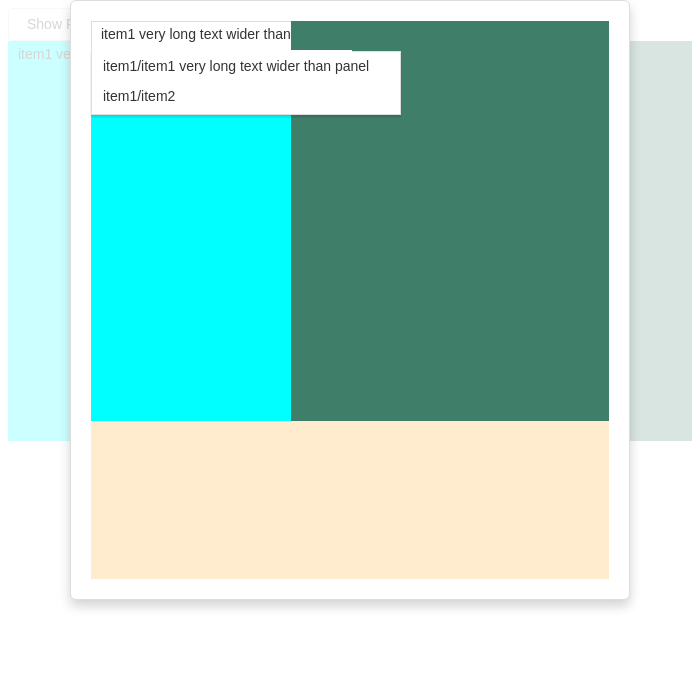 Show
item1 ve
item1 very long text wider than
item1/item1 very long text wider than panel
item1/item2